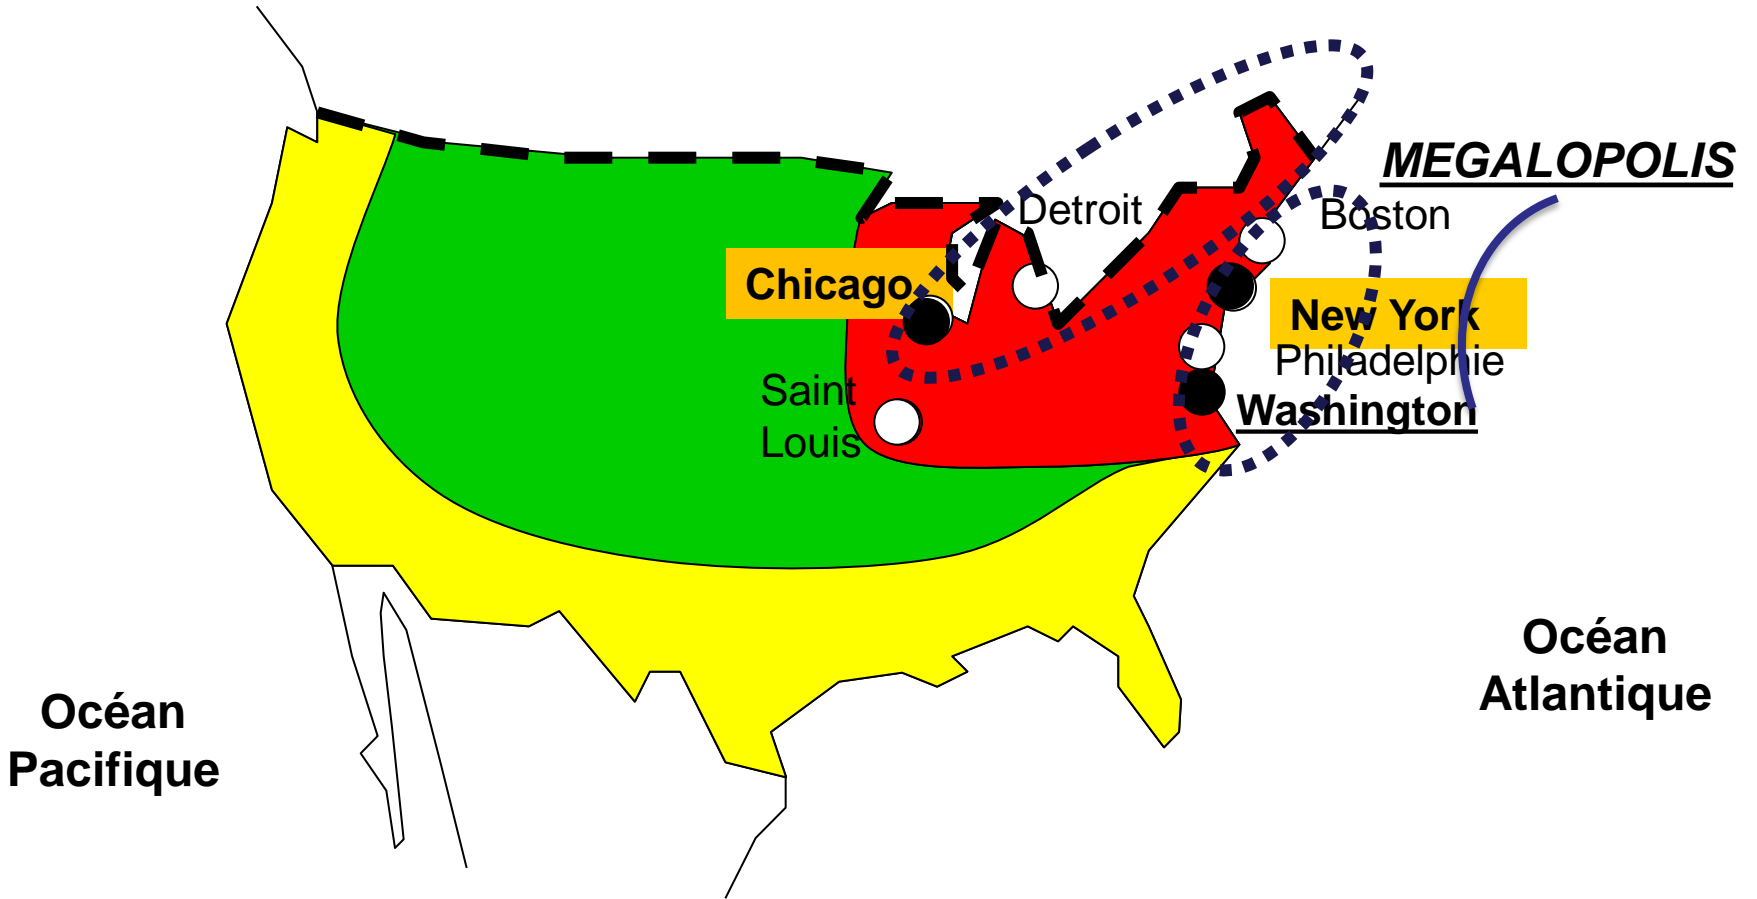 MEGALOPOLIS
Detroit
Boston
Chicago
New York
Philadelphie
Saint
Louis
Washington
Océan
Atlantique
Océan
Pacifique